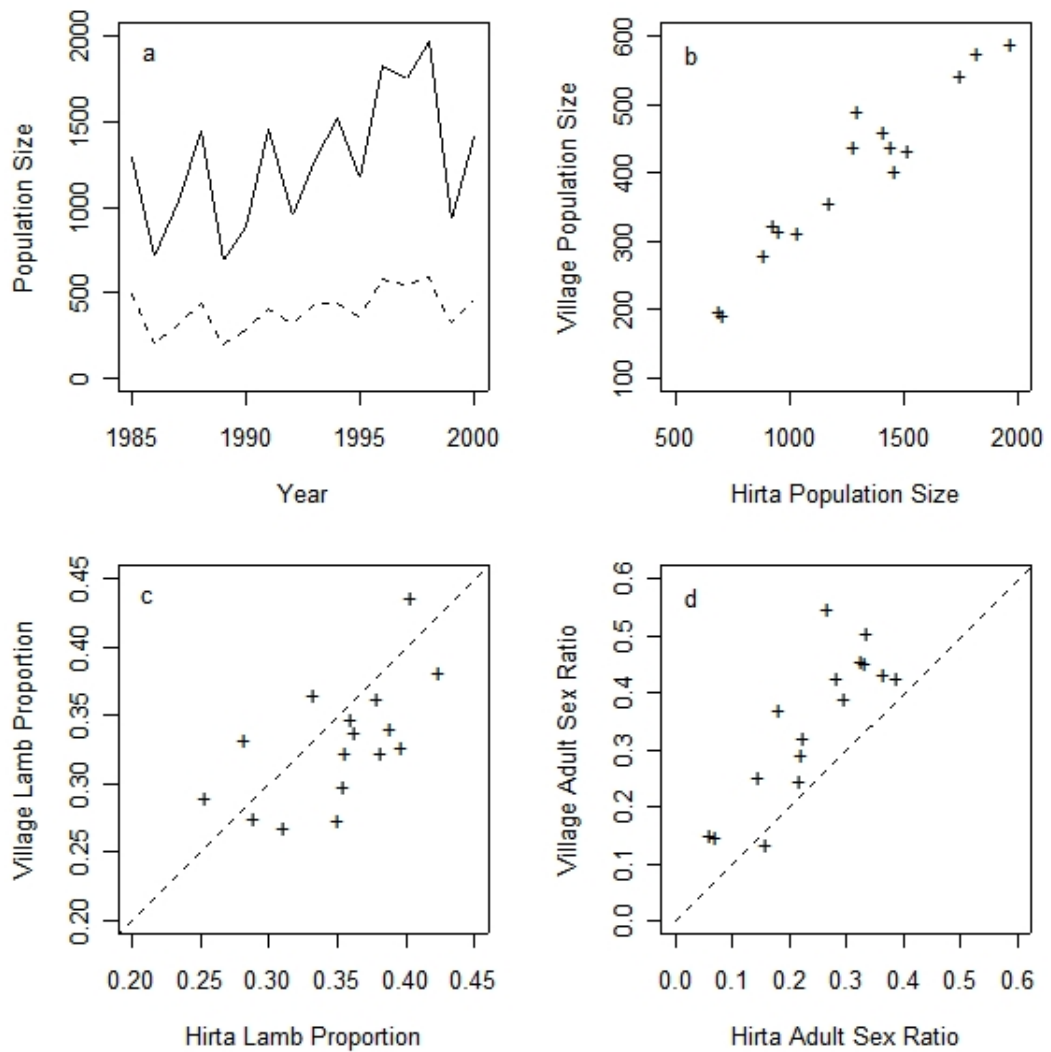 a
Population Size
2000
1500
1000
500
0
1985 1990 1995 2000
Year
b
Village Population Size
600
500
400
300
200
100
500 1000 1500 2000
Hirta Population Size
c
Village Lamb Proportion
0.45
0.40
0.35
0.30
0.25
0.20
0.20 0.25 0.30 0.35 0.40 0.45
Hirta Lamb Proportion
d
Village Adult Sex Ratio
0.6
0.5
0.4
0.3
0.2
0.1
0.0
0.0 0.1 0.2 0.3 0.4 0.5 0.6
Hirta Adult Sex Ratio